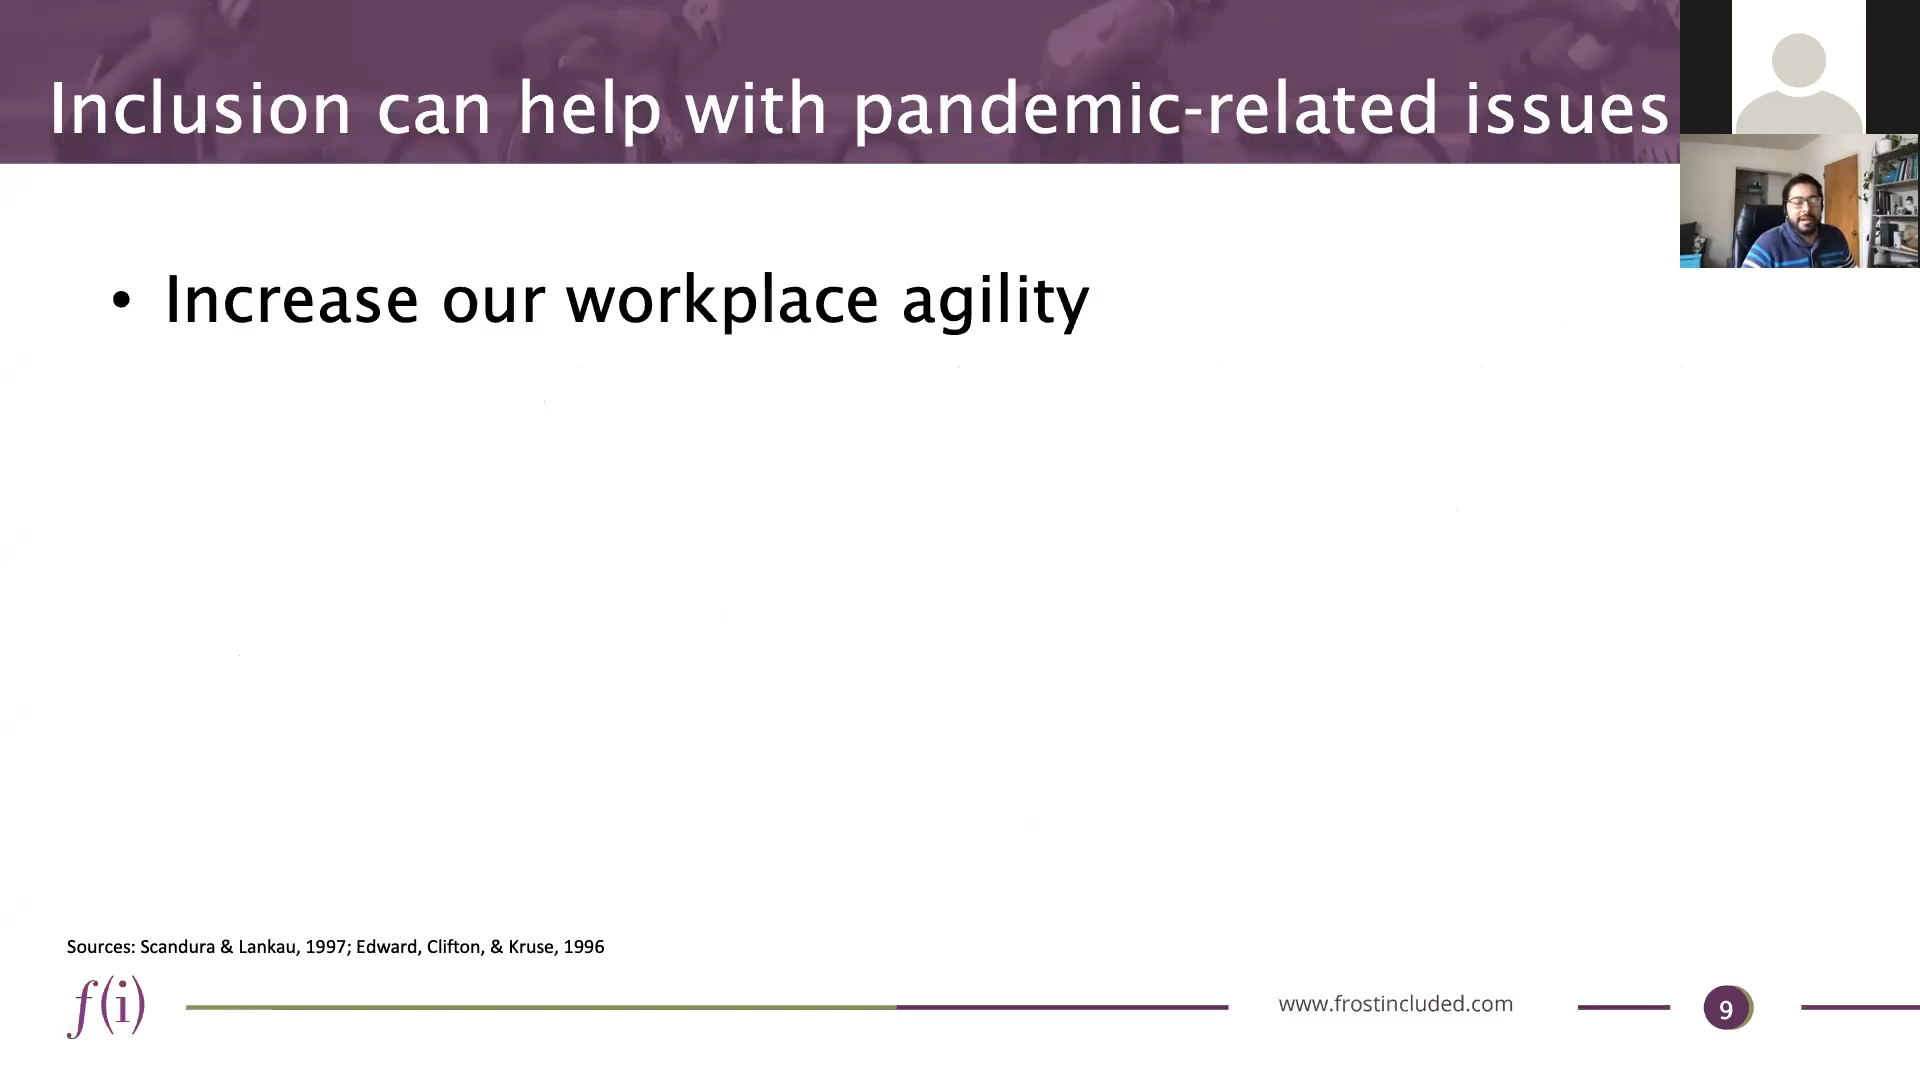 Inclusion can help with pandemic-related issues
• Increase our workplace agility
Sources: Scandura & Lankau, 1997; Edward, Clifton, & Kruse, 1996
f(i)
www.frostincluded.com
9